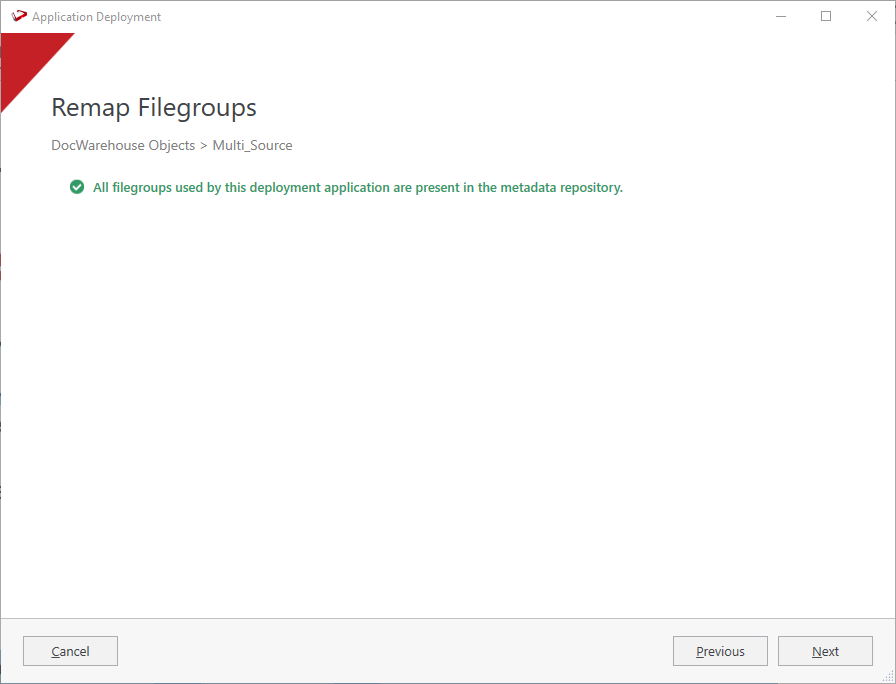 Application Deployment
Remap Filegroups
DocWarehouse Objects > Multi_Source
All filegroups used by this deployment application are present in the metadata repository.
Cancel
Previous
Next